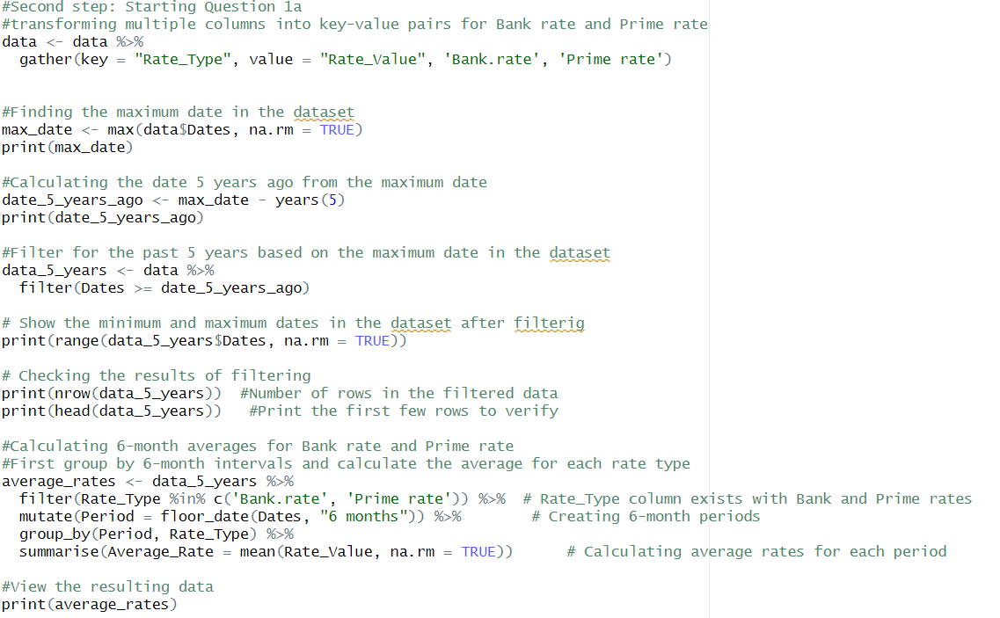 #Second step: Starting Question 1a
#transforming multiple columns into key-value pairs for Bank rate and Prime rate
data <- data %>%
  gather(key = "Rate_Type", value = "Rate_Value", 'Bank.rate', 'Prime rate')
#Finding the maximum date in the dataset
max_date <- max(data$Dates, na.rm = TRUE)
print(max_date)
#Calculating the date 5 years ago from the maximum date
date_5_years_ago <- max_date - years(5)
print(date_5_years_ago)
#Filter for the past 5 years based on the maximum date in the dataset
data_5_years <- data %>%
  filter(Dates >= date_5_years_ago)
# Show the minimum and maximum dates in the dataset after filterig
print(range(data_5_years$Dates, na.rm = TRUE))
# Checking the results of filtering
print(nrow(data_5_years))  #Number of rows in the filtered data
print(head(data_5_years))   #Print the first few rows to verify
#Calculating 6-month averages for Bank rate and Prime rate
#First group by 6-month intervals and calculate the average for each rate type
average_rates <- data_5_years %>%
  filter(Rate_Type %in% c('Bank.rate', 'Prime rate')) %>%  # Rate_Type column exists with Bank and Prime rates
  mutate(Period = floor_date(Dates, "6 months")) %>%        # Creating 6-month periods
  group_by(Period, Rate_Type) %>%
  summarise(Average_Rate = mean(Rate_Value, na.rm = TRUE))      # Calculating average rates for each period
#View the resulting data
print(average_rates)